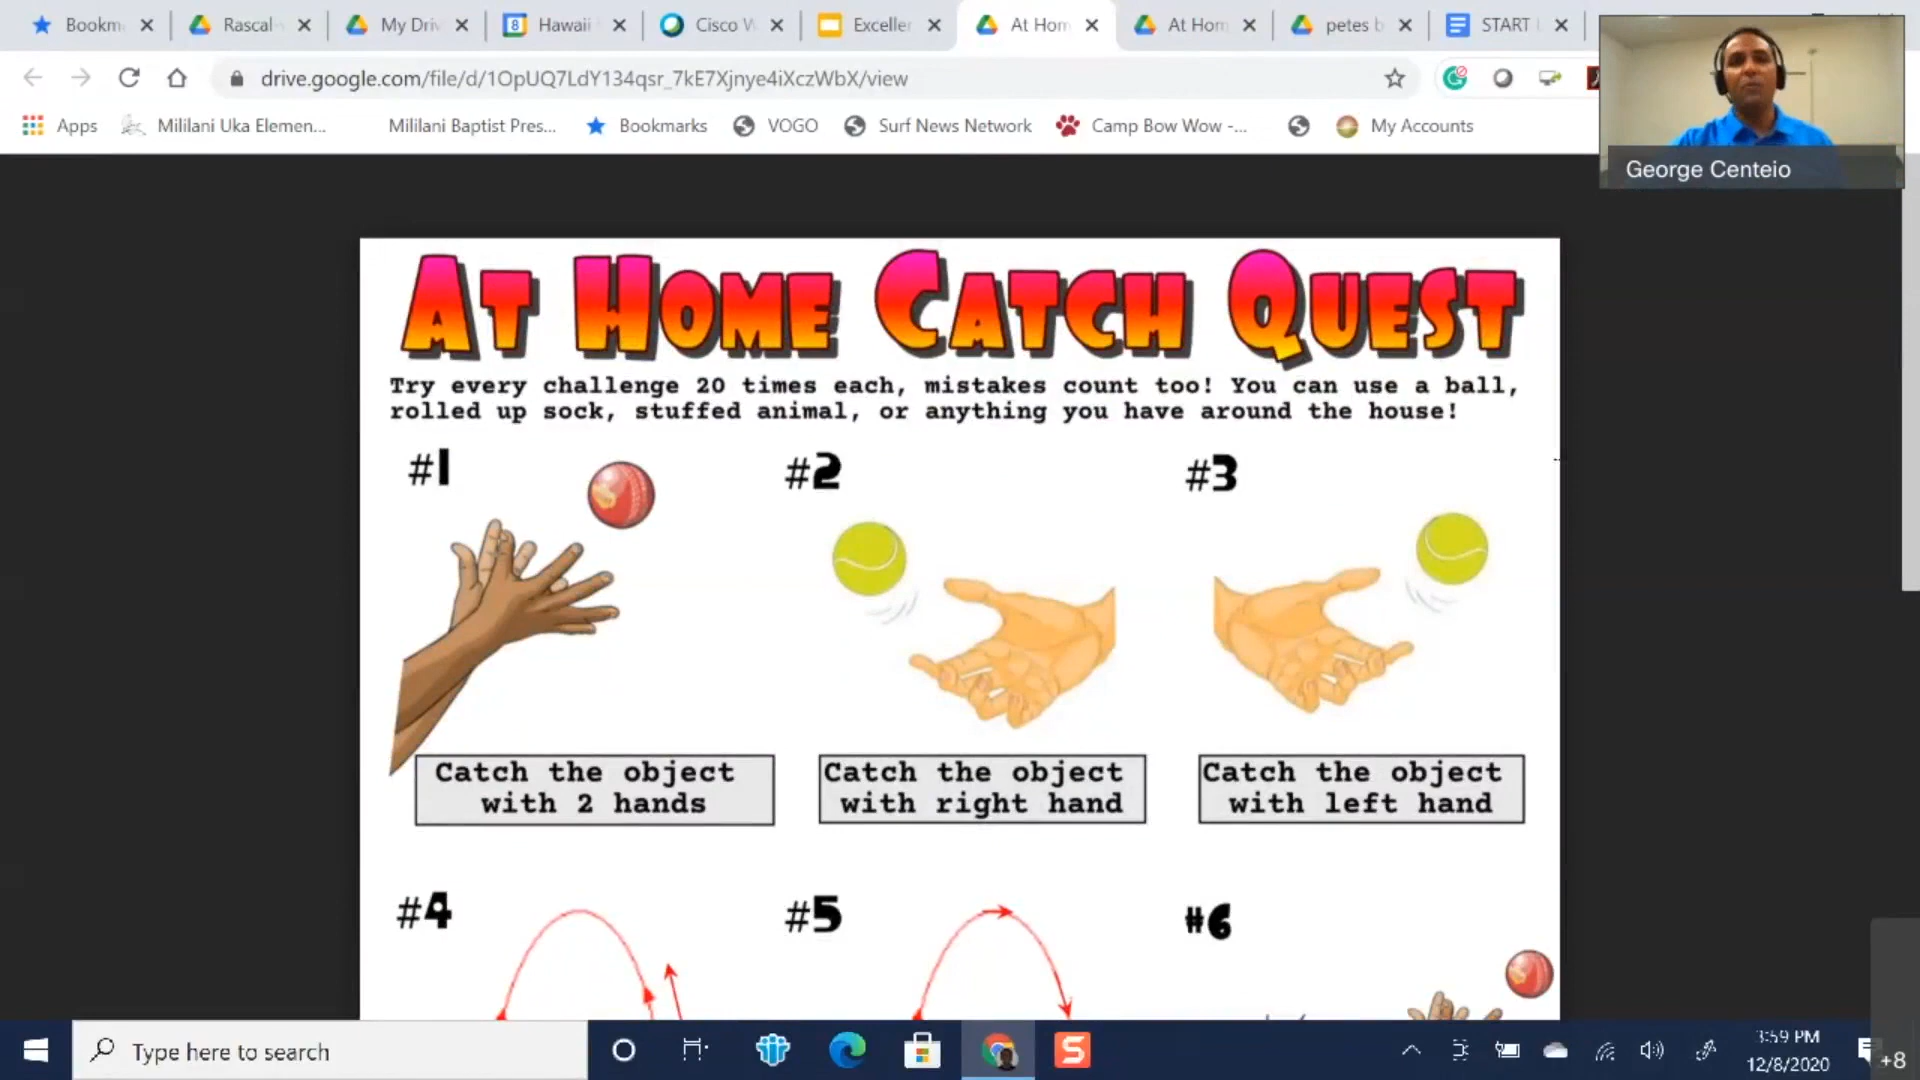 Bookm
Rascal
My Driv
8
Hawaii
Cisco W
Exceller
At Hom
At Hom
petes b
START
drive.google.com/file/d/1OpUQ7LdY134qsr_7kE7Xjnye4iXczWbX/view
Apps
Mililani Uka Elemen...
Mililani Baptist Pres...
Bookmarks
VOGO
Surf News Network
Camp Bow Wow -...
My Accounts
George Centeio
At Home Catch Quest
Try every challenge 20 times each, mistakes count too! You can use a ball,
rolled up sock, stuffed animal, or anything you have around the house!
#1
#2
#3
Catch the object
with 2 hands
Catch the object
with right hand
Catch the object
with left hand
#4
#5
#6
Type here to search
S
3:59 PM
12/8/2020
+8